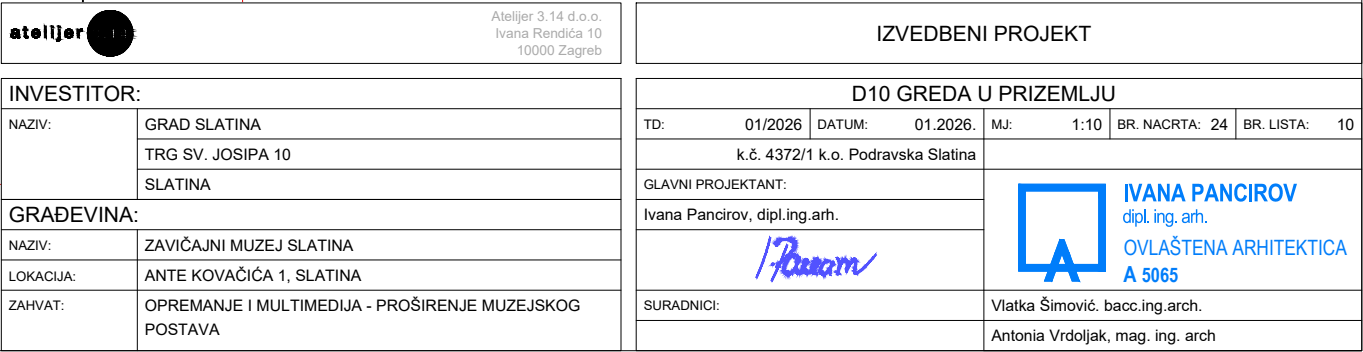 atelijer
Atelijer 3.14 d.o.o.
Ivana Rendića 10
10000 Zagreb
IZVEDBENI PROJEKT
INVESTITOR:
NAZIV: GRAD SLATINA
TRG SV. JOSIPA 10
SLATINA
GRAĐEVINA:
NAZIV: ZAVIČAJNI MUZEJ SLATINA
LOKACIJA: ANTE KOVAČIĆA 1, SLATINA
ZAHVAT: OPREMANJE I MULTIMEDIJA - PROŠIRENJE MUZEJSKOG
POSTAVA
D10 GREDA U PRIZEMLJU
TD: 01/2026 DATUM: 01.2026. MJ: 1:10 BR. NACRTA: 24 BR. LISTA: 10
k.č. 4372/1 k.o. Podravska Slatina
GLAVNI PROJEKTANT:
Ivana Pancirov, dipl.ing.arh.
IVANA PANCIROV
dipl. ing. arh.
OVLAŠTENA ARHITEKTICA
A 5065
SURADNICI: Vlatka Šimović. bacc.ing.arch.
Antonia Vrdoljak, mag. ing. arch